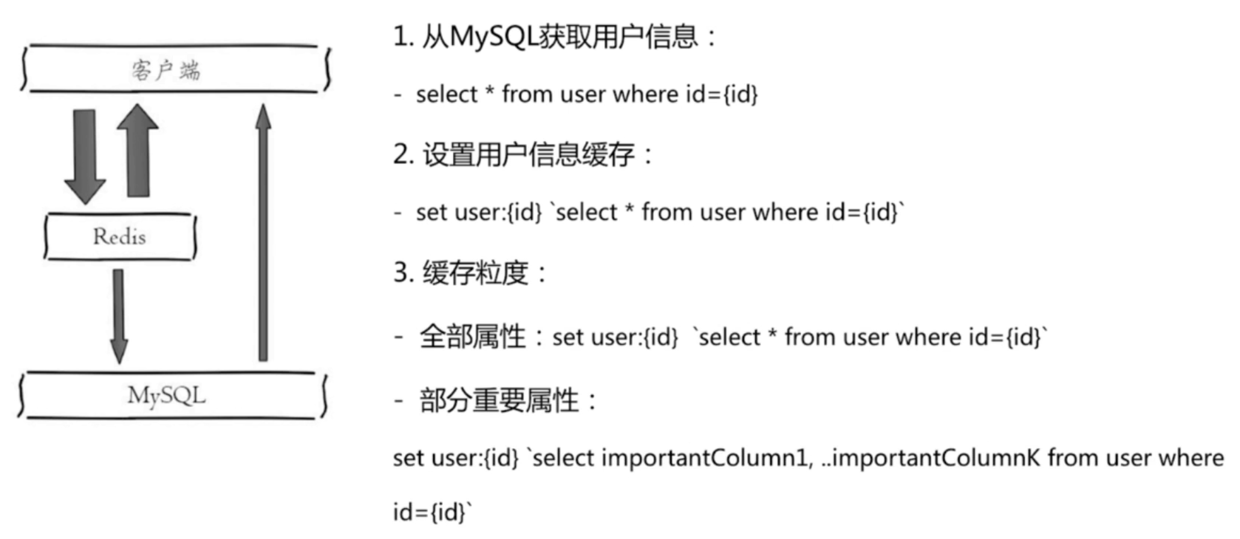 客户端
Redis
MySQL
1. 从MySQL获取用户信息：
- select * from user where id={id}
2. 设置用户信息缓存：
- set user:{id} `select * from user where id={id}`
3. 缓存粒度：
- 全部属性：set user:{id} `select * from user where id={id}`
- 部分重要属性：
set user:{id} `select importantColumn1, ..importantColumnK from user where
id={id}`